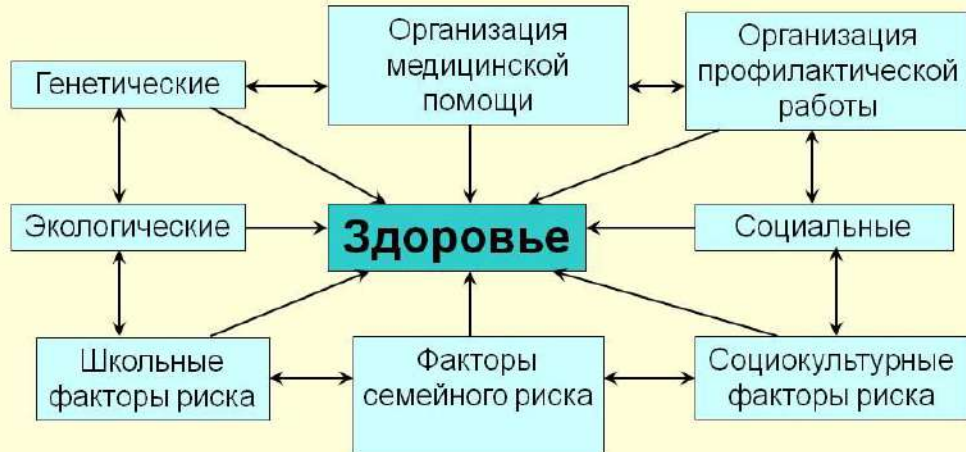 Организация
медицинской
помощи
Организация
профилактической
работы
Генетические
Экологические
Здоровье
Социальные
Школьные
факторы риска
Факторы
семейного риска
Социокультурные
факторы риска